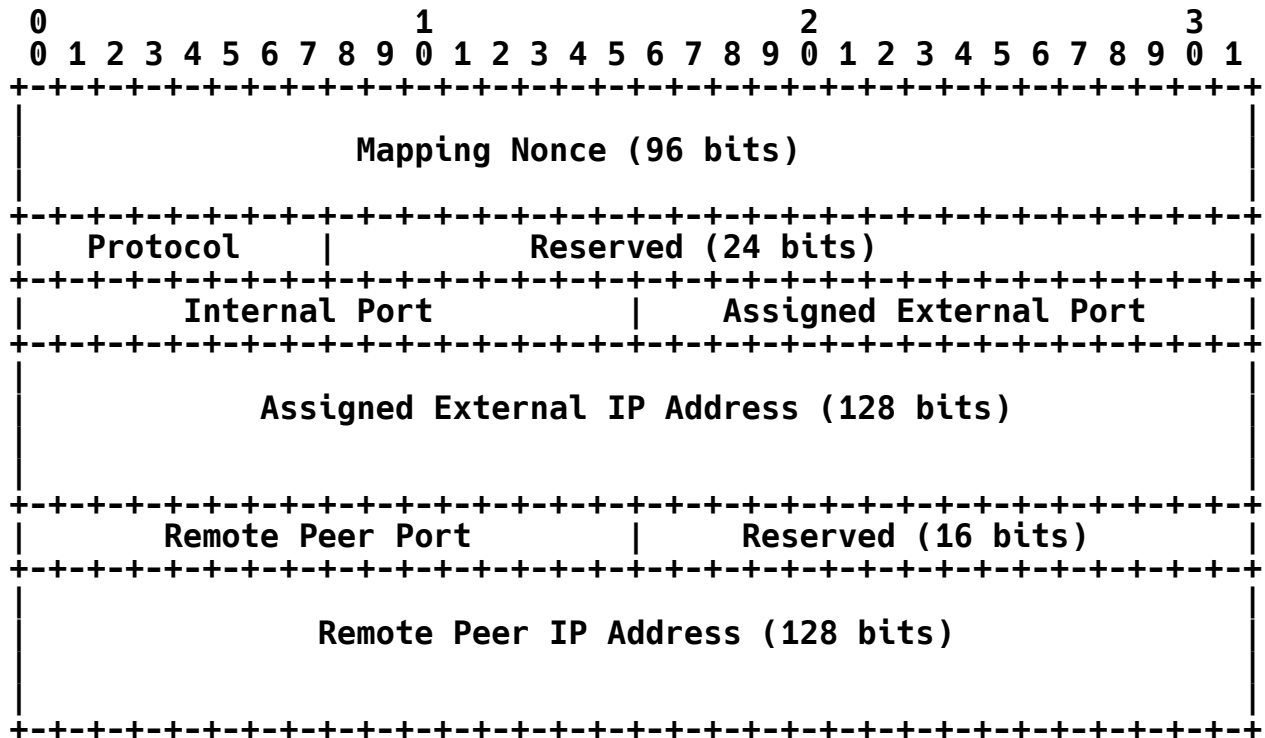 0                   1                   2                   3
 0 1 2 3 4 5 6 7 8 9 0 1 2 3 4 5 6 7 8 9 0 1 2 3 4 5 6 7 8 9 0 1
+-+-+-+-+-+-+-+-+-+-+-+-+-+-+-+-+-+-+-+-+-+-+-+-+-+-+-+-+-+-+-+-+
|                                                               |
|                 Mapping Nonce (96 bits)                       |
|                                                               |
+-+-+-+-+-+-+-+-+-+-+-+-+-+-+-+-+-+-+-+-+-+-+-+-+-+-+-+-+-+-+-+-+
|   Protocol    |          Reserved (24 bits)                   |
+-+-+-+-+-+-+-+-+-+-+-+-+-+-+-+-+-+-+-+-+-+-+-+-+-+-+-+-+-+-+-+-+
|        Internal Port          |    Assigned External Port     |
+-+-+-+-+-+-+-+-+-+-+-+-+-+-+-+-+-+-+-+-+-+-+-+-+-+-+-+-+-+-+-+-+
|                                                               |
|            Assigned External IP Address (128 bits)            |
|                                                               |
|                                                               |
+-+-+-+-+-+-+-+-+-+-+-+-+-+-+-+-+-+-+-+-+-+-+-+-+-+-+-+-+-+-+-+-+
|       Remote Peer Port        |     Reserved (16 bits)        |
+-+-+-+-+-+-+-+-+-+-+-+-+-+-+-+-+-+-+-+-+-+-+-+-+-+-+-+-+-+-+-+-+
|                                                               |
|               Remote Peer IP Address (128 bits)               |
|                                                               |
|                                                               |
+-+-+-+-+-+-+-+-+-+-+-+-+-+-+-+-+-+-+-+-+-+-+-+-+-+-+-+-+-+-+-+-+